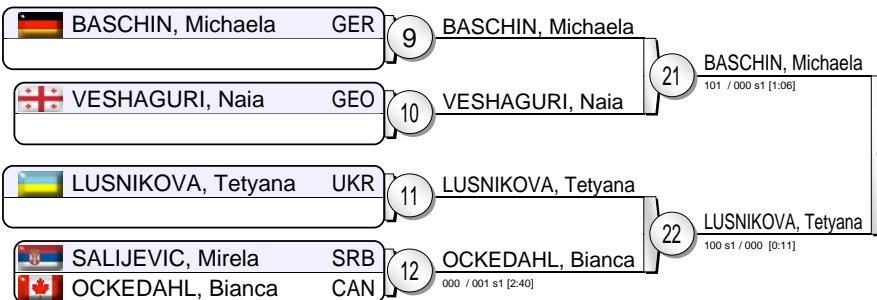 BASCHIN, Michaela GER
9
BASCHIN, Michaela
21
BASCHIN, Michaela
101 / 000 s1 [1:06]
VESHAGURI, Naia GEO
10
VESHAGURI, Naia
LUSNIKOVA, Tetyana UKR
11
LUSNIKOVA, Tetyana
22
LUSNIKOVA, Tetyana
100 s1 / 000 [0:11]
SALIJEVIC, Mirela SRB
OCKEDAHL, Bianca CAN
12
OCKEDAHL, Bianca
000 / 001 s1 [2:40]